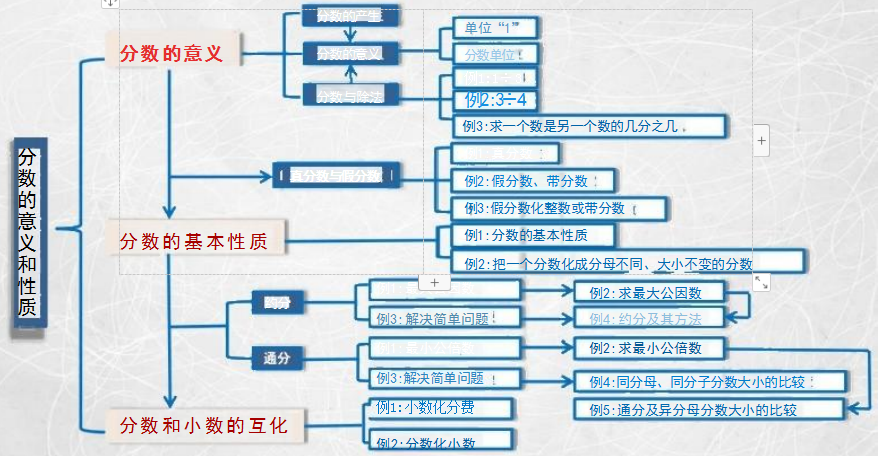 分数的意义和性质
分数的意义
分数的产生
分数的意义
分数与除法
单位“1”
分数单位
例1:1÷
例2:3÷4
例3:求一个数是另一个数的几分之几
真分数与假分数
例2:假分数、带分数
例3:假分数化整数或带分数
分数的基本性质
例1:分数的基本性质
例2:把一个分数化成分母不同、大小不变的分数
约分
例2:求最大公因数
例3:解决简单问题
例4:约分及其方法
通分
例2:求最小公倍数
例3:解决简单问题
例4:同分母、同分子分数大小的比较
例5:通分及异分母分数大小的比较
分数和小数的互化
例1:小数化分费
例2:分数化小数